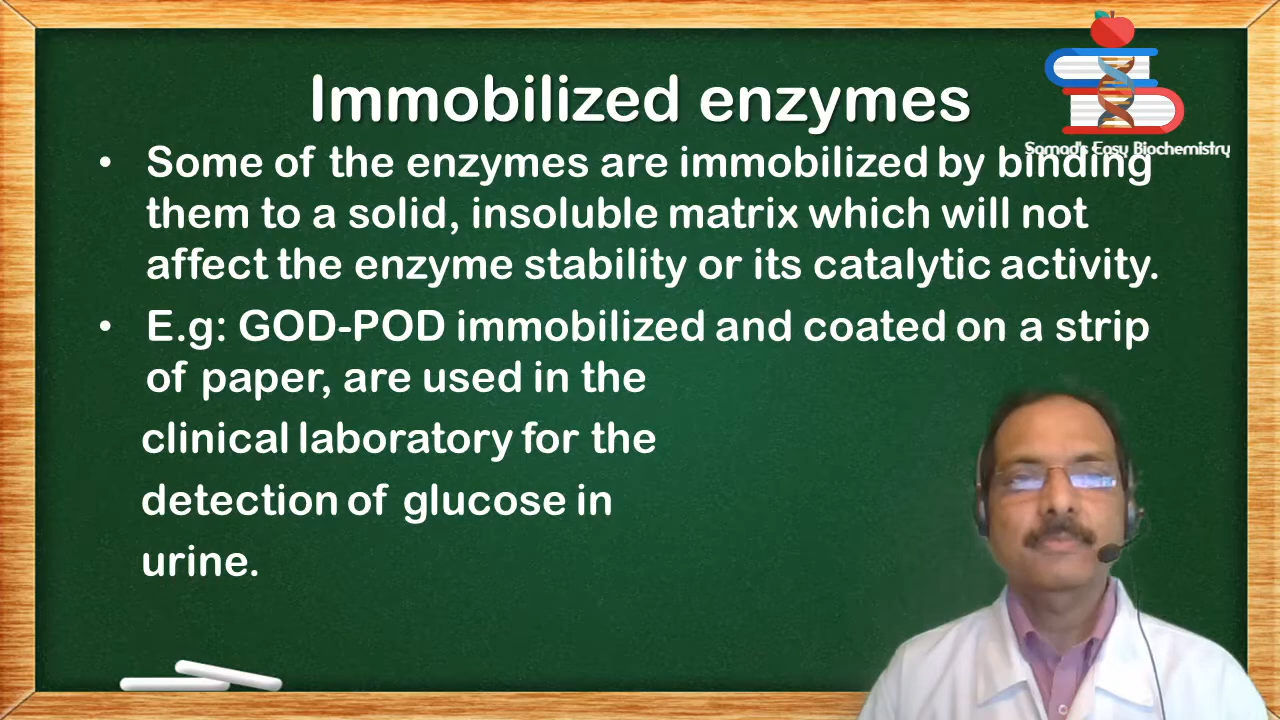 Immobilized enzymes
Samad's Easy Biochemistry
• Some of the enzymes are immobilized by binding
them to a solid, insoluble matrix which will not
affect the enzyme stability or its catalytic activity.
• E.g: GOD-POD immobilized and coated on a strip
of paper, are used in the
clinical laboratory for the
detection of glucose in
urine.